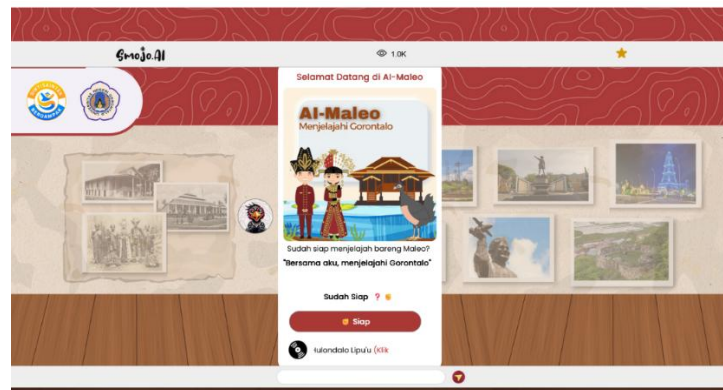 Smojo.AI
1.0K
Selamat Datang di AI-Maleo
AI-Maleo
Menjelajahi Gorontalo
Sudah siap menjelajah bareng Maleo?
"Bersama aku, menjelajahi Gorontalo"
Sudah Siap ❓ ✊
✊ Siap
Hulondalo Lipu'u (Klik